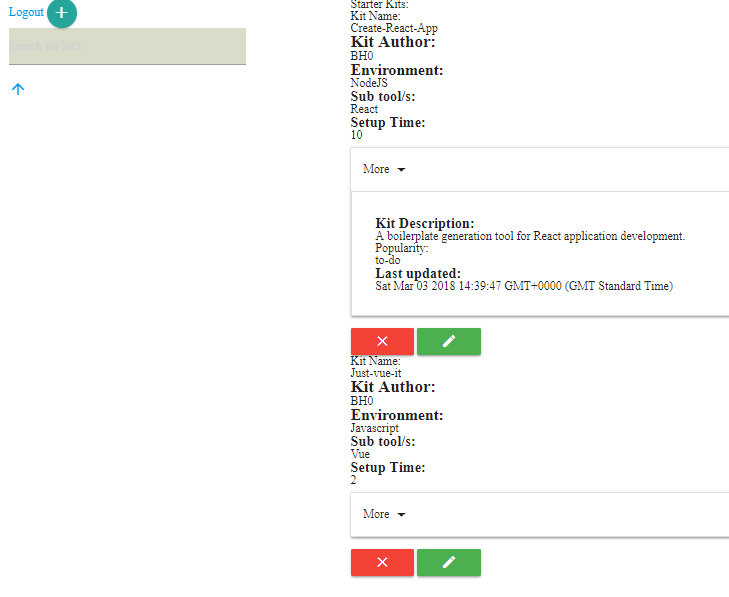 Logout
Search for kit's
Starter Kits:
Kit Name:
Create-React-App
Kit Author:
BH0
Environment:
NodeJS
Sub tool/s:
React
Setup Time:
10
More
Kit Description:
A boilerplate generation tool for React application development.
Popularity:
to-do
Last updated:
Sat Mar 03 2018 14:39:47 GMT+0000 (GMT Standard Time)
Kit Name:
Just-vue-it
Kit Author:
BH0
Environment:
Javascript
Sub tool/s:
Vue
Setup Time:
2
More